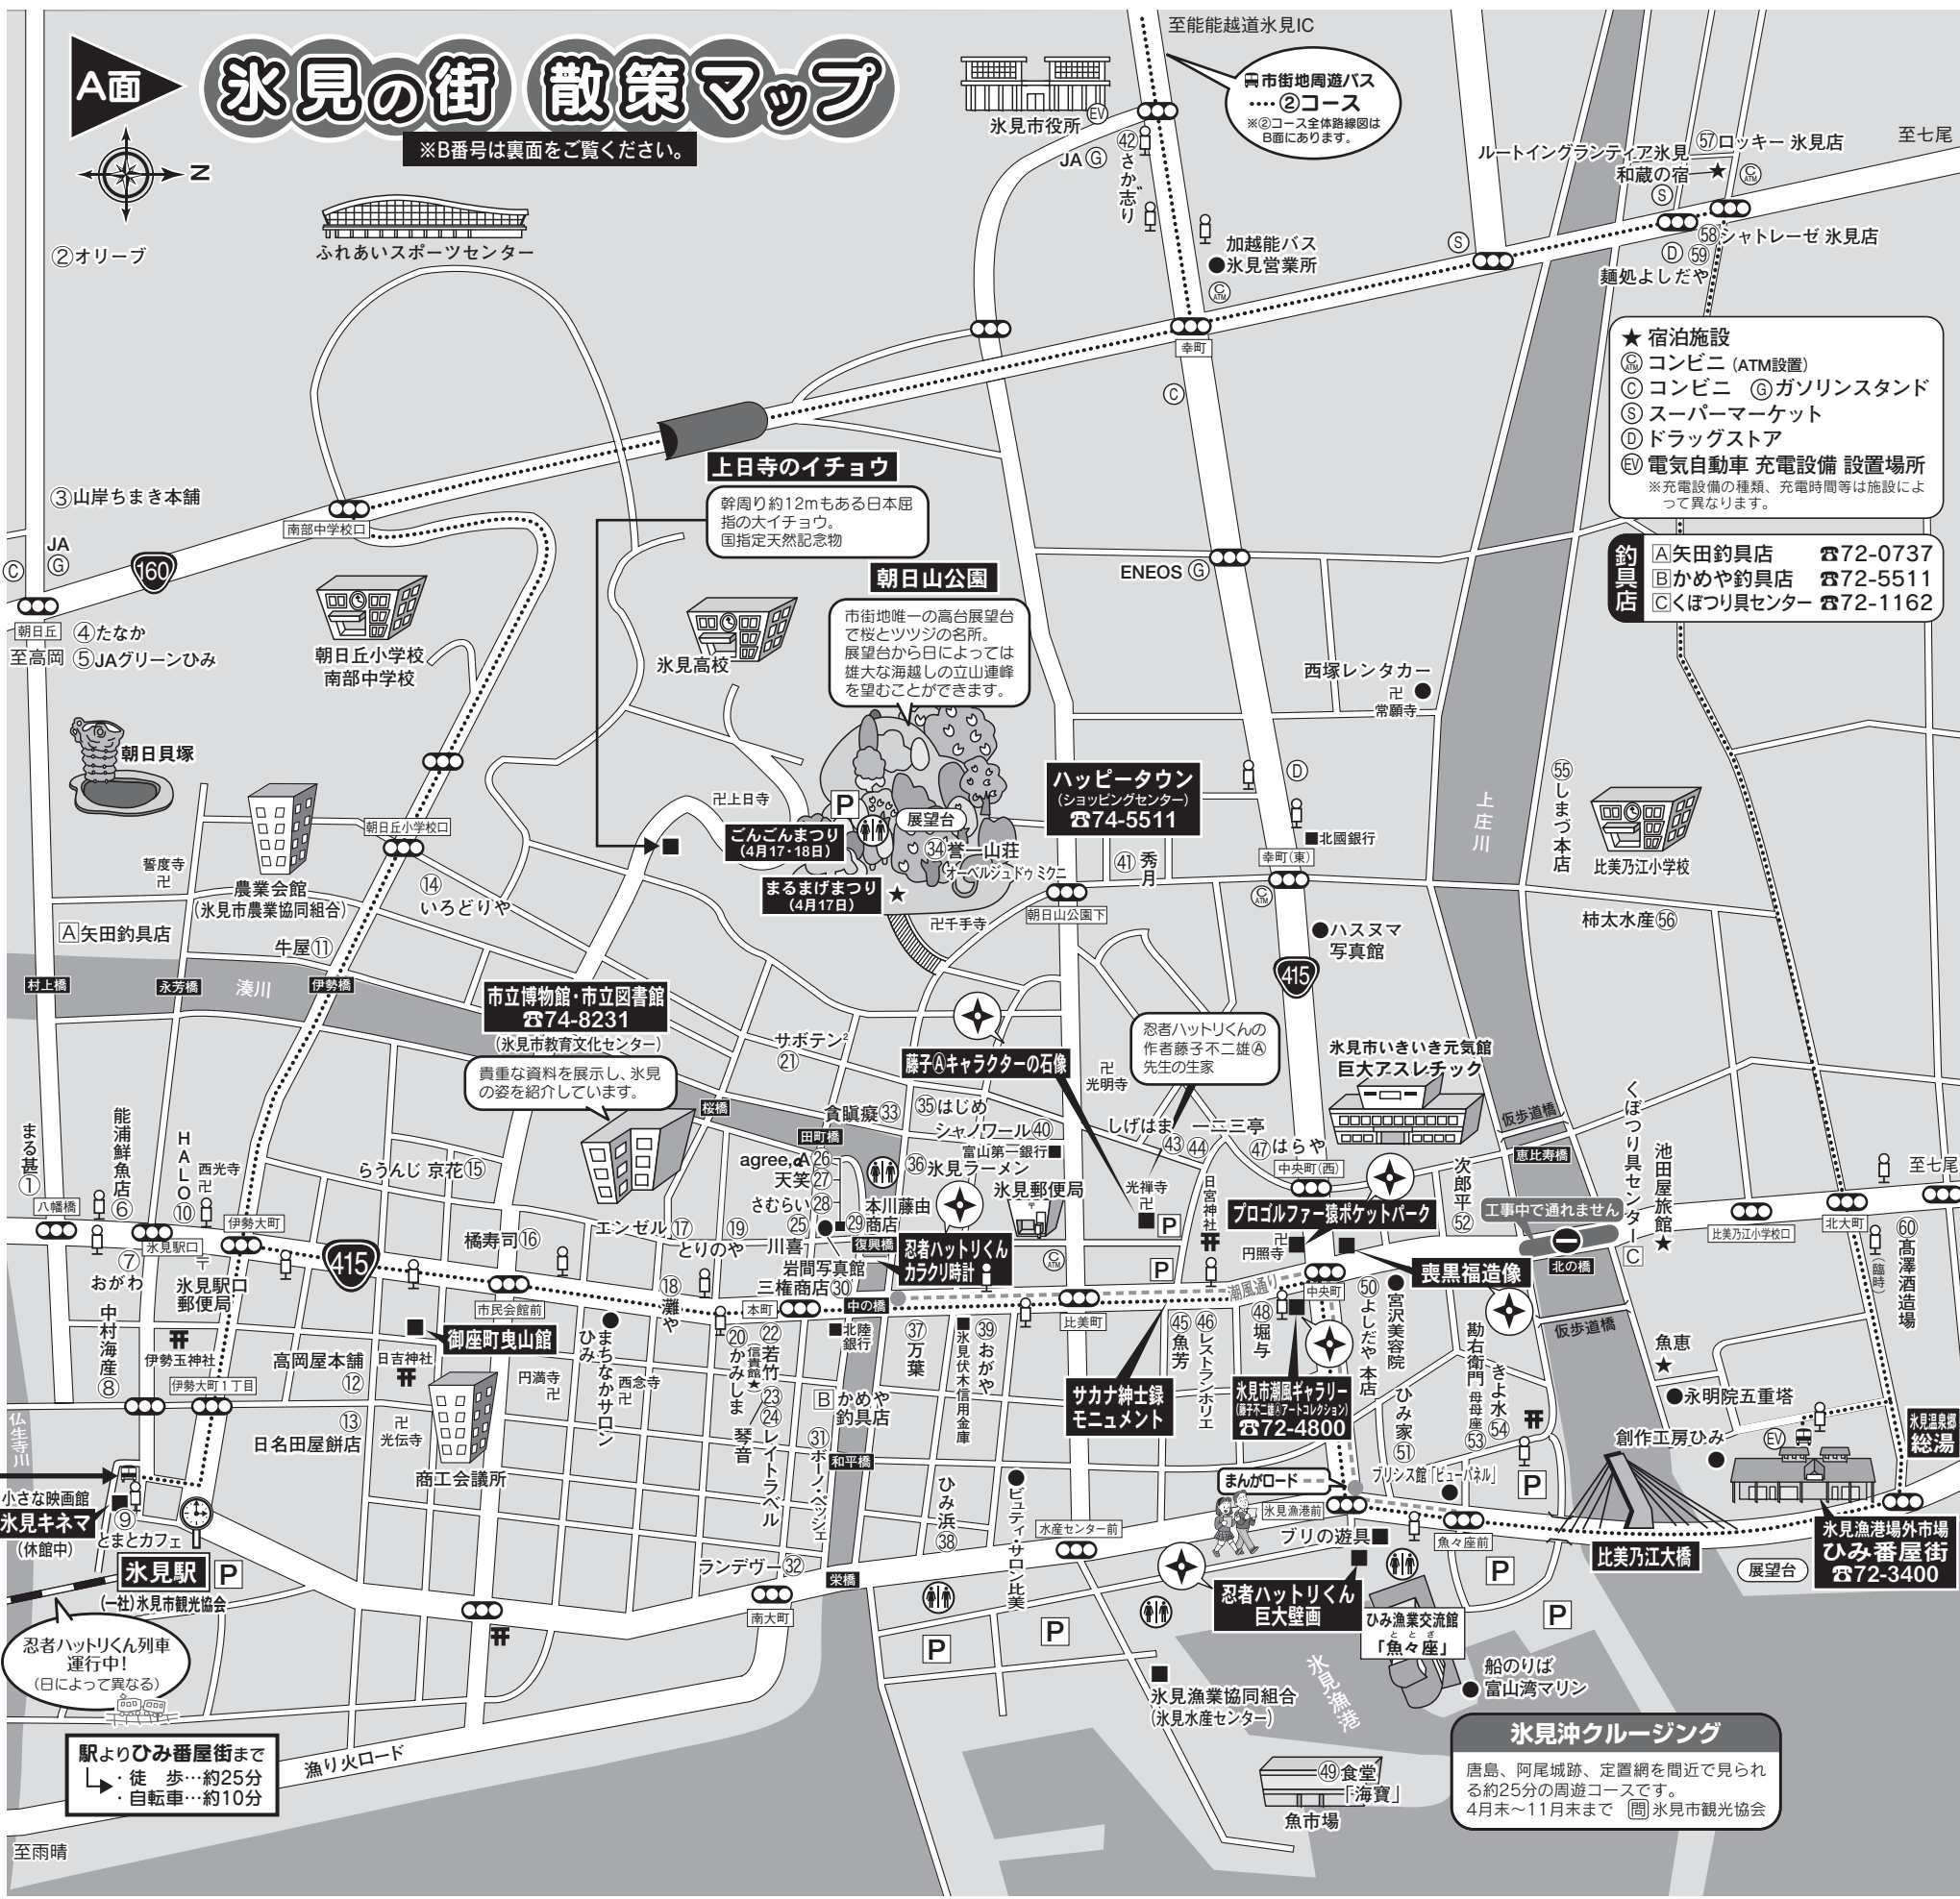 A面
氷見の街 散策マップ
※B番号は裏面をご覧ください。
N
至能能越道氷見IC
市街地周遊バス
②コース
※②コース全体路線図は
B面にあります。
氷見市役所
EV
JA G
㊷さか志り
加越能バス
氷見営業所
C ATM
幸町
ルートイングランティア氷見
和蔵の宿
㊼ロッキー 氷見店
至七尾
S
D
58シャトレーゼ 氷見店
59
麺処よしだや
★ 宿泊施設
コンビニ (ATM設置)
C コンビニ G ガソリンスタンド
S スーパーマーケット
D ドラッグストア
EV 電気自動車 充電設備 設置場所
※充電設備の種類、充電時間等は施設によ
って異なります。
釣具店
A矢田釣具店 ☎72-0737
Bかめや釣具店 ☎72-5511
Cくぼつり具センター ☎72-1162
②オリーブ
ふれあいスポーツセンター
③山岸ちまき本舗
南部中学校口
JA
G
C
160
朝日丘
至高岡
④たなか
⑤JAグリーンひみ
朝日丘小学校
南部中学校
上日寺のイチョウ
幹周り約12mもある日本屈
指の大イチョウ。
国指定天然記念物
朝日山公園
市街地唯一の高台展望台
で桜とツツジの名所。
展望台から日によっては
雄大な海越しの立山連峰
を望むことができます。
氷見高校
ENEOS G
西塚レンタカー
常願寺
朝日貝塚
誓度寺
農業会館
(氷見市農業協同組合)
朝日丘小学校口
⑭
いろどりや
卍上日寺
P
展望台
ごんごんまつり
(4月17・18日)
まるまげまつり
(4月17日)
㉞誉一山荘
オーベルジュドゥ ミクニ
卍千手寺
朝日山公園下
ハッピータウン
(ショッピングセンター)
☎74-5511
㊶秀月
幸町(東)
北國銀行
ハスヌマ
写真館
415
上庄川
55しまづ本店
比美乃江小学校
柿太水産56
A矢田釣具店
牛屋⑪
村上橋
永芳橋
湊川
伊勢橋
市立博物館・市立図書館
☎74-8231
(氷見市教育文化センター)
貴重な資料を展示し、氷見
の姿を紹介しています。
サボテン²
㉑
藤子Ⓐキャラクターの石像
忍者ハットリくんの
作者藤子不二雄Ⓐ
先生の生家
光明寺
氷見市いきいき元気館
巨大アスレチック
桜橋
田町橋
貪瞋癡㉝
㉟はじめ
シャノワール㊵
富山第一銀行
agree,A㉖
天笑㉗
さむらい㉘
㊱氷見ラーメン
氷見郵便局
本川藤由
㉙商店
㉕
川喜
復興橋
岩間写真館
三権商店㉚
忍者ハットリくん
カラクリ時計
しげはま
㊸
㊹
一二三亭
㊼はらや
中央町(西)
光禅寺
日宮神社
プロゴルファー猿ポケットパーク
円照寺
喪黒福造像
次郎平52
仮歩道橋
恵比寿橋
工事中で通れません
北の橋
くぼつり具センター
C
池田屋旅館★
比美乃江小学校口
北大町
至七尾
60髙澤酒造場
(臨時)
まる甚①
能浦鮮魚店⑥
HALO⑩
西光寺
八幡橋
氷見駅口
伊勢大町
⑦
おがわ
中村海産⑧
氷見駅口
郵便局
伊勢玉神社
伊勢大町1丁目
らうんじ 京花⑮
橘寿司⑯
エンゼル⑰
⑱灘や
⑲
とりのや
415
市民会館前
本町
中の橋
御座町曳山館
高岡屋本舗
⑫
日吉神社
⑬
日名田屋餅店
光伝寺
商工会議所
円満寺
まちなかサロン
ひみ
西念寺
⑳かみしま
㉒若竹
(信貴館★)
㉓
㉔レイトラベル
琴音
北陸
銀行
Bかめや
釣具店
㉛ボーノ・ペッシェ
和平橋
㊲万葉
氷見伏木信用金庫
㊴おがや
比美町
潮風通り
サカナ紳士録
モニュメント
㊺魚芳
㊻レストランホリエ
㊽堀与
中央町
氷見市潮風ギャラリー
(藤子不二雄Ⓐアートコレクション)
☎72-4800
㊿よしだや 本店
宮沢美容院
ひみ家51
勘右衛門
母母座53
きよ水54
仮歩道橋
魚恵
★
永明院五重塔
創作工房ひみ
EV
氷見温泉郷
総湯
プリンス館「ビューパネル」
まんがロード
氷見漁港前
ブリの遊具
魚々座前
比美乃江大橋
展望台
氷見漁港場外市場
ひみ番屋街
☎72-3400
仏生寺川
小さな映画館
氷見キネマ
(休館中)
⑨
とまとカフェ
氷見駅
P
(一社)氷見市観光協会
忍者ハットリくん列車
運行中!
(日によって異なる)
ランデヴー㉜
栄橋
南大町
ひみ浜㊳
ビュティ・サロン比美
水産センター前
忍者ハットリくん
巨大壁画
ひみ漁業交流館
ととざ
「魚々座」
船のりば
富山湾マリン
氷見漁港
氷見漁業協同組合
(氷見水産センター)
㊾食堂
「海寶」
魚市場
氷見沖クルージング
唐島、阿尾城跡、定置網を間近で見られ
る約25分の周遊コースです。
4月末〜11月末まで 問 氷見市観光協会
駅よりひみ番屋街まで
・徒 歩…約25分
・自転車…約10分
漁り火ロード
至雨晴